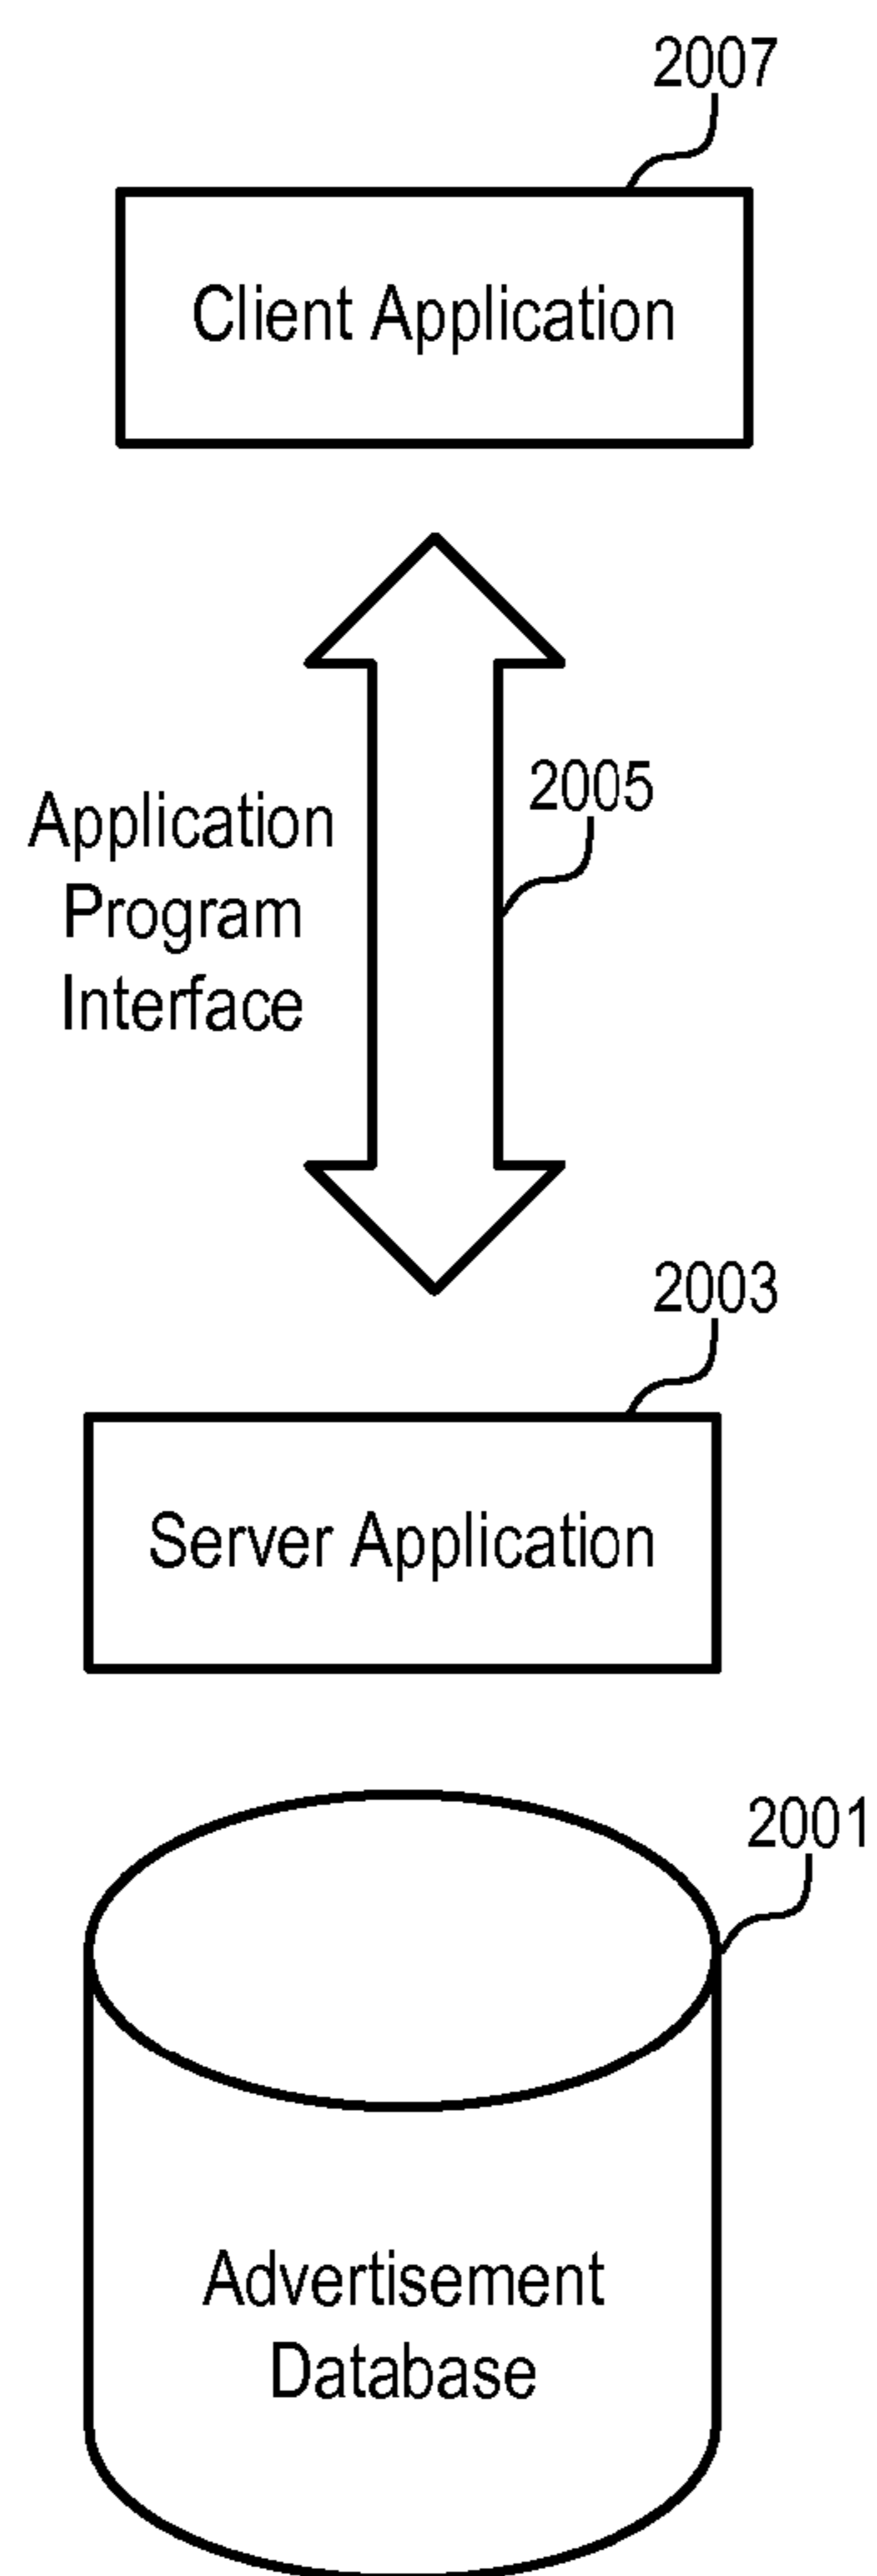 2007
Client Application
2005
Application
Program
Interface
2003
Server Application
2001
Advertisement
Database